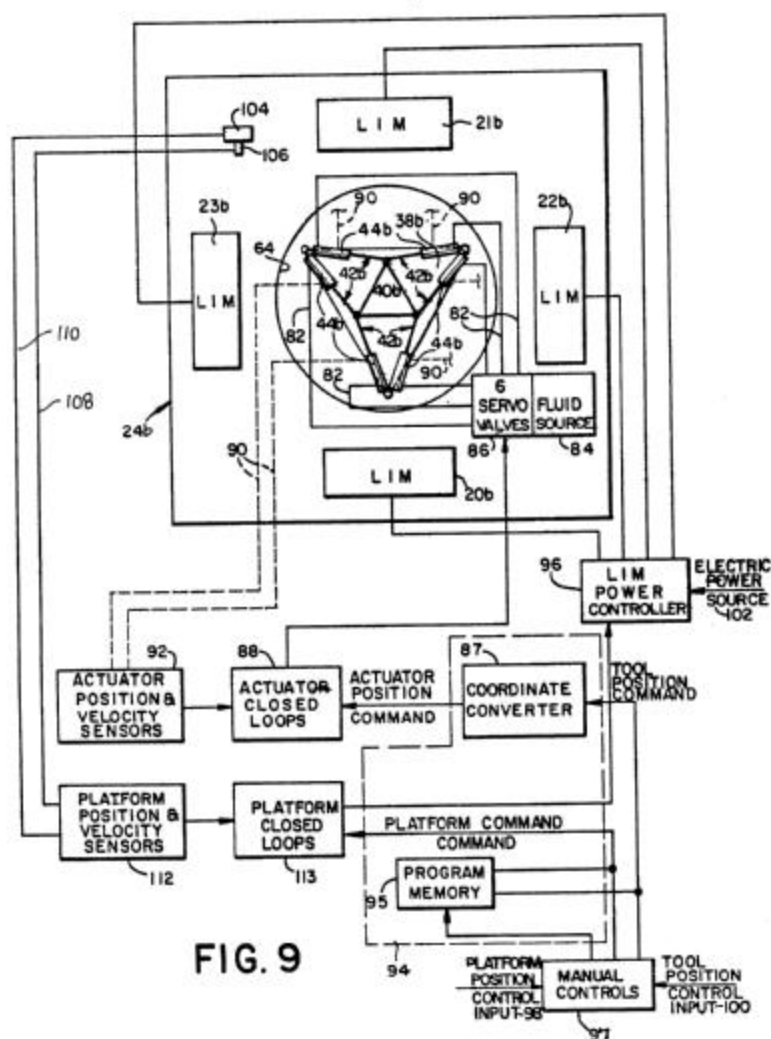 104
106
LIM
21b
23b
LIM
22b
LIM
64
90
90
38b
44b
42b
42b
40b
82
44b
42b
44b
90
82
82
6
SERVO
VALVES
FLUID
SOURCE
86
84
110
108
24b
90
LIM
20b
96
LIM
POWER
CONTROLLER
ELECTRIC
POWER
SOURCE
102
92
ACTUATOR
POSITION &
VELOCITY
SENSORS
88
ACTUATOR
CLOSED
LOOPS
ACTUATOR
POSITION
COMMAND
87
COORDINATE
CONVERTER
TOOL
POSITION
COMMAND
PLATFORM
POSITION &
VELOCITY
SENSORS
112
PLATFORM
CLOSED
LOOPS
113
PLATFORM COMMAND
COMMAND
95
PROGRAM
MEMORY
94
FIG. 9
PLATFORM
POSITION
CONTROL
INPUT-98
MANUAL
CONTROLS
97
TOOL
POSITION
CONTROL
INPUT-100